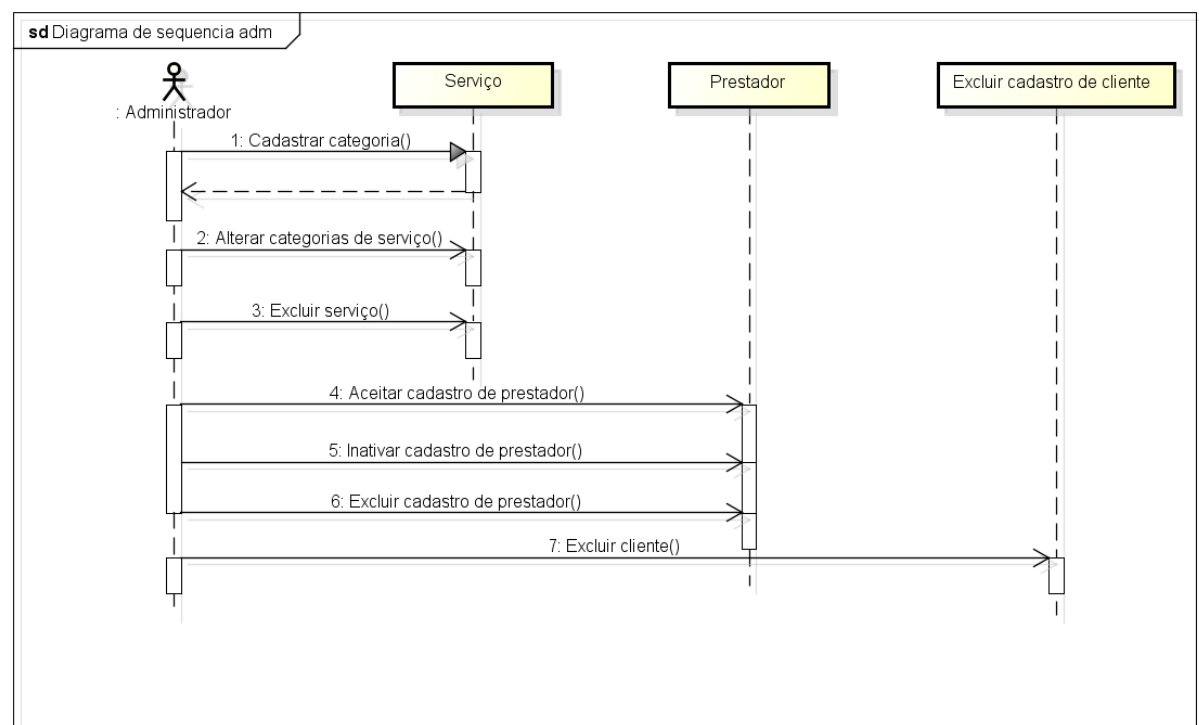 sd Diagrama de sequencia adm
: Administrador
Serviço
Prestador
Excluir cadastro de cliente
1: Cadastrar categoria()
2: Alterar categorias de serviço()
3: Excluir serviço()
4: Aceitar cadastro de prestador()
5: Inativar cadastro de prestador()
6: Excluir cadastro de prestador()
7: Excluir cliente()